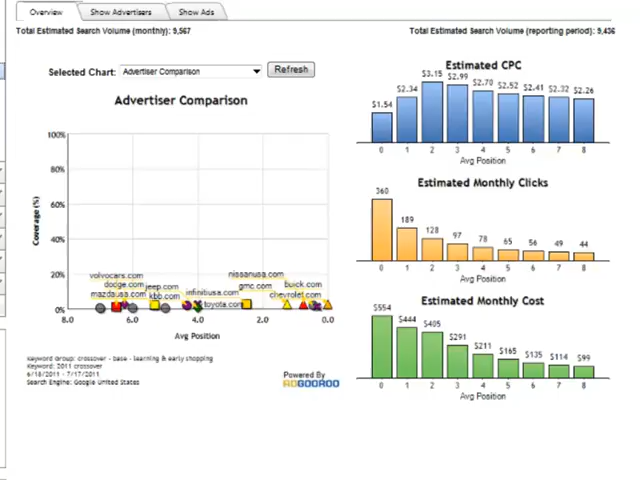 Overview Show Advertisers Show Ads
Total Estimated Search Volume (monthly): 9,567 Total Estimated Search Volume (reporting period): 9,436
Selected Chart: Advertiser Comparison Refresh
Advertiser Comparison
100%
80%
60%
40%
20%
0%
Coverage (%)
volvocars.com
dodge.com
jeep.com
mazdausa.com
kbb.com
infinitiusa.com
toyota.com
nissanusa.com
gmc.com
buick.com
chevrolet.com
8.0 6.0 4.0 2.0 0.0
Avg Position
Keyword Group: crossover - base - learning & early shopping
Keyword: 2011 crossover
6/18/2011 - 7/17/2011
Search Engine: Google United States
Powered By
ADGOOROO
Estimated CPC
$1.54 $2.34 $3.15 $2.99 $2.70 $2.52 $2.41 $2.32 $2.26
0 1 2 3 4 5 6 7 8
Avg Position
Estimated Monthly Clicks
360 189 128 97 78 65 56 49 44
0 1 2 3 4 5 6 7 8
Avg Position
Estimated Monthly Cost
$554 $444 $405 $291 $211 $165 $135 $114 $99
0 1 2 3 4 5 6 7 8
Avg Position